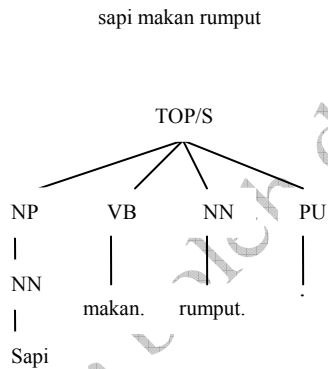 sapi makan rumput
TOP/S
NP VB NN PU
NN
makan. rumput. .
Sapi